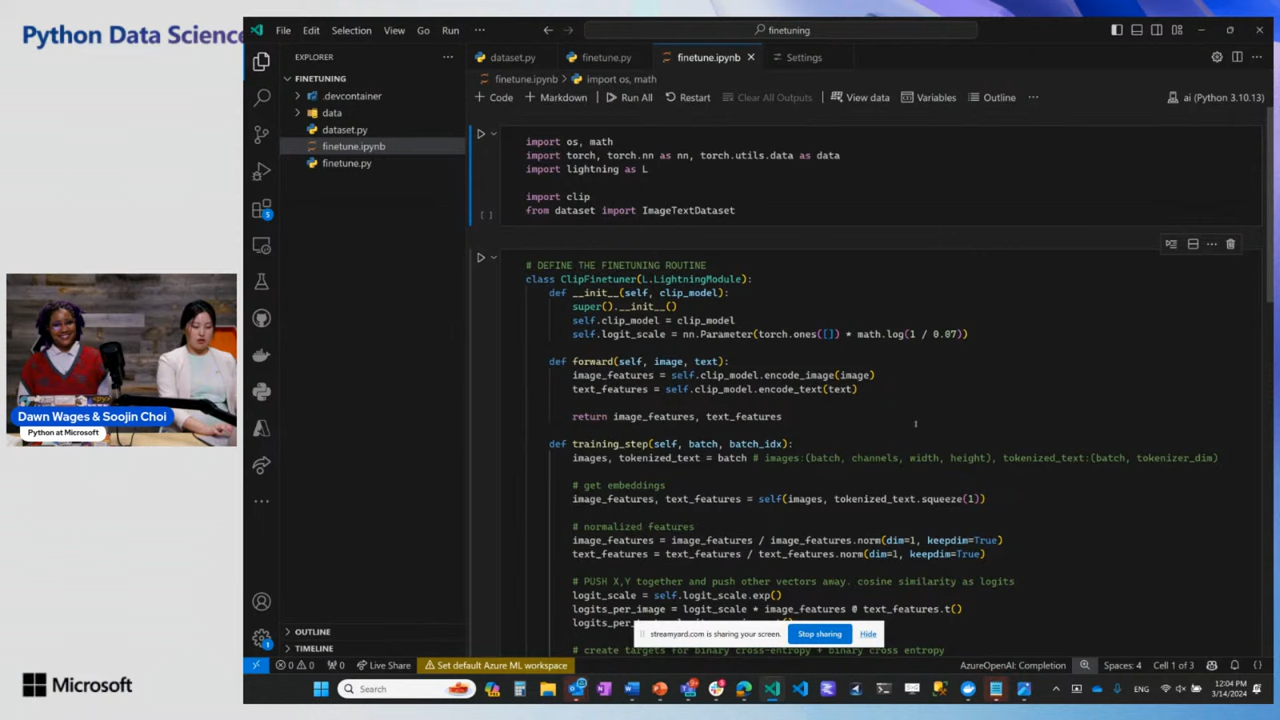 Python Data Science
File Edit Selection View Go Run ···
finetuning
EXPLORER ···
FINETUNING
.devcontainer
data
dataset.py
finetune.ipynb
finetune.py
OUTLINE
TIMELINE
dataset.py
finetune.py
finetune.ipynb
Settings
finetune.ipynb > import os, math
+ Code + Markdown Run All Restart Clear All Outputs View data Variables Outline ··· ai (Python 3.10.13)
import os, math
import torch, torch.nn as nn, torch.utils.data as data
import lightning as L
import clip
from dataset import ImageTextDataset
[ ]
# DEFINE THE FINETUNING ROUTINE
class ClipFinetuner(L.LightningModule):
def __init__(self, clip_model):
super().__init__()
self.clip_model = clip_model
self.logit_scale = nn.Parameter(torch.ones([]) * math.log(1 / 0.07))
def forward(self, image, text):
image_features = self.clip_model.encode_image(image)
text_features = self.clip_model.encode_text(text)
return image_features, text_features
def training_step(self, batch, batch_idx):
images, tokenized_text = batch # images:(batch, channels, width, height), tokenized_text:(batch, tokenizer_dim)
# get embeddings
image_features, text_features = self(images, tokenized_text.squeeze(1))
# normalized features
image_features = image_features / image_features.norm(dim=1, keepdim=True)
text_features = text_features / text_features.norm(dim=1, keepdim=True)
# PUSH X,Y together and push other vectors away. cosine similarity as logits
logit_scale = self.logit_scale.exp()
logits_per_image = logit_scale * image_features @ text_features.t()
# create targets for binary cross-entropy + binary cross entropy
streamyard.com is sharing your screen. Stop sharing Hide
Dawn Wages & Soojin Choi
Python at Microsoft
Microsoft
5
1
0 0 0 Live Share Set default Azure ML workspace AzureOpenAI: Completion Spaces: 4 Cell 1 of 3
Search
ENG
12:04 PM
3/14/2024